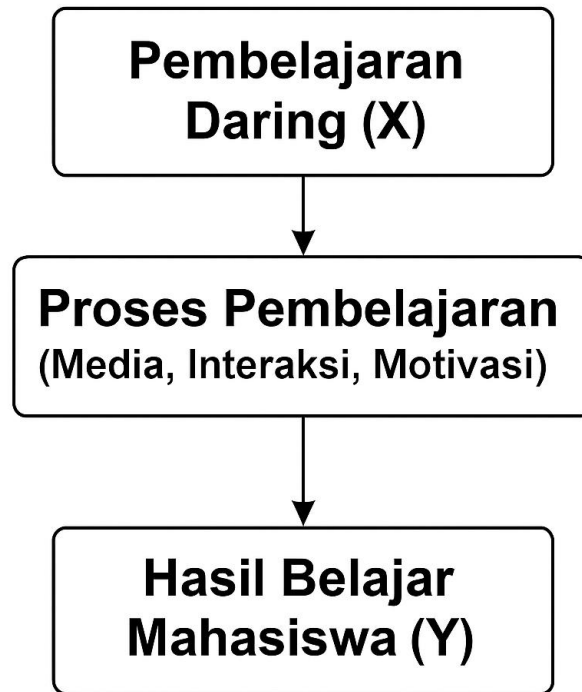 Pembelajaran
Daring (X)
Proses Pembelajaran
(Media, Interaksi, Motivasi)
Hasil Belajar
Mahasiswa (Y)